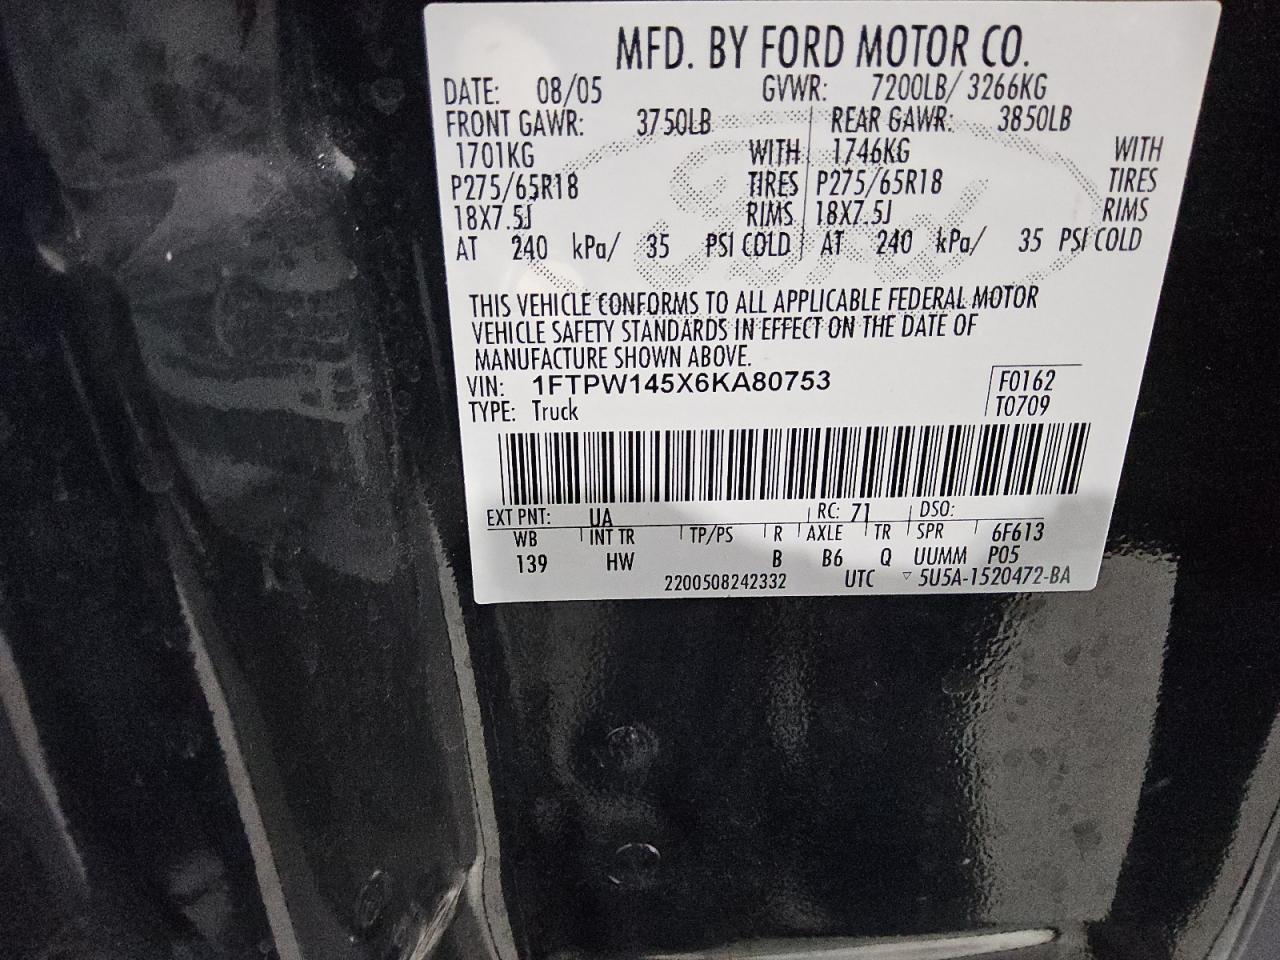 MFD. BY FORD MOTOR CO.
DATE: 08/05 GVWR: 7200LB/ 3266KG
FRONT GAWR: 3750LB REAR GAWR: 3850LB
1701KG WITH 1746KG WITH
P275/65R18 TIRES P275/65R18 TIRES
18X7.5J RIMS 18X7.5J RIMS
AT 240 kPa/ 35 PSI COLD AT 240 kPa/ 35 PSI COLD
THIS VEHICLE CONFORMS TO ALL APPLICABLE FEDERAL MOTOR
VEHICLE SAFETY STANDARDS IN EFFECT ON THE DATE OF
MANUFACTURE SHOWN ABOVE.
VIN: 1FTPW145X6KA80753 F0162
TYPE: Truck T0709
EXT PNT: UA RC: 71 DSO:
WB INT TR TP/PS R AXLE TR SPR 6F613
139 HW B B6 Q UUMM P05
2200508242332 UTC ▽ 5U5A-1520472-BA